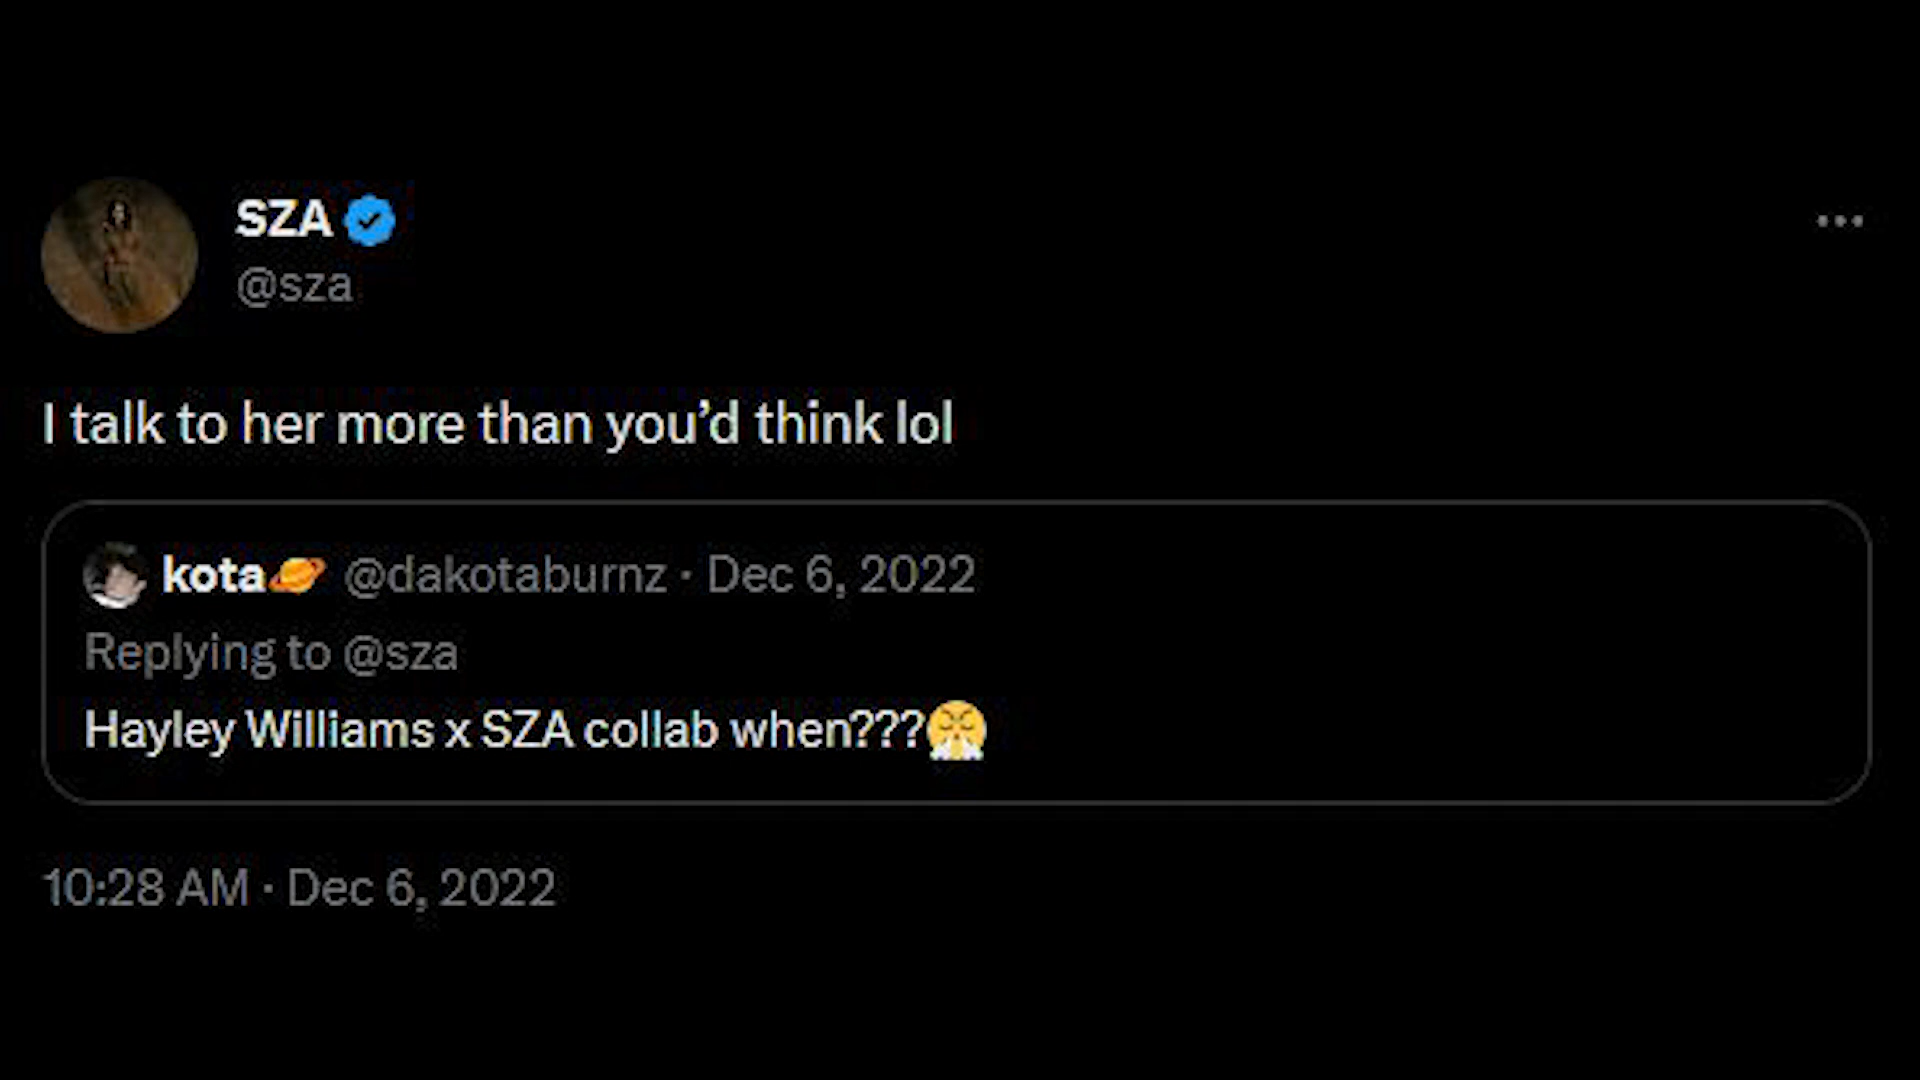 SZA
@sza
I talk to her more than you’d think lol
kota🪐 @dakotaburnz · Dec 6, 2022
Replying to @sza
Hayley Williams x SZA collab when???😤
10:28 AM · Dec 6, 2022